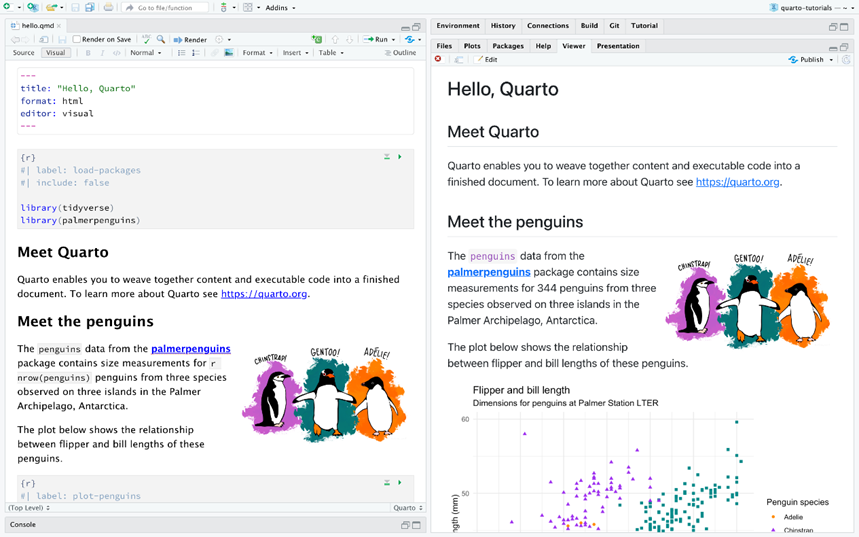 Go to file/function
Addins
quarto-tutorials
hello.qmd
Render on Save
Render
Run
Source
Visual
B
I
</>
Normal
Format
Insert
Table
Outline
---
title: "Hello, Quarto"
format: html
editor: visual
---
{r}
#| label: load-packages
#| include: false
library(tidyverse)
library(palmerpenguins)
Meet Quarto
Quarto enables you to weave together content and executable code into a finished
document. To learn more about Quarto see https://quarto.org.
Meet the penguins
The penguins data from the palmerpenguins
package contains size measurements for r
nrow(penguins) penguins from three species
observed on three islands in the Palmer
Archipelago, Antarctica.
The plot below shows the relationship
between flipper and bill lengths of these
penguins.
CHINSTRAP!
GENTOO!
ADÉLIE!
{r}
#| label: plot-penguins
(Top Level)
Quarto
Console
Environment
History
Connections
Build
Git
Tutorial
Files
Plots
Packages
Help
Viewer
Presentation
Edit
Publish
Hello, Quarto
Meet Quarto
Quarto enables you to weave together content and executable code into a
finished document. To learn more about Quarto see https://quarto.org.
Meet the penguins
The penguins data from the
palmerpenguins package contains size
measurements for 344 penguins from three
species observed on three islands in the
Palmer Archipelago, Antarctica.
The plot below shows the relationship
between flipper and bill lengths of these penguins.
CHINSTRAP!
GENTOO!
ADÉLIE!
Flipper and bill length
Dimensions for penguins at Palmer Station LTER
60
50
ngth (mm)
Penguin species
Adelie
Chinstrap